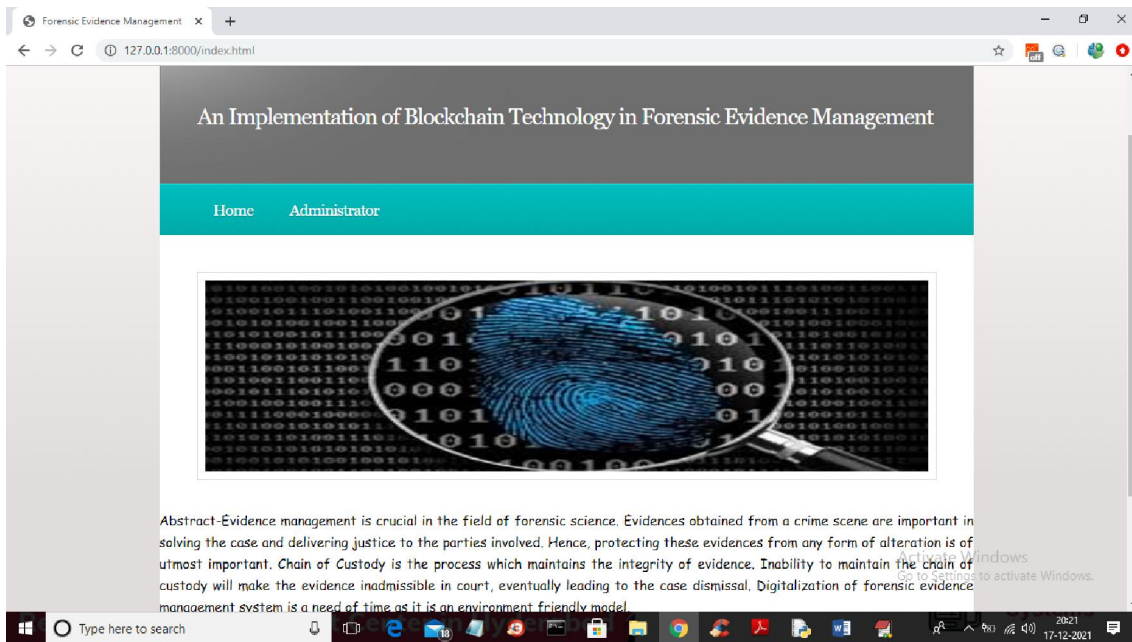 Forensic Evidence Management
127.0.0.1:8000/index.html
off
An Implementation of Blockchain Technology in Forensic Evidence Management
Home Administrator
Abstract-Evidence management is crucial in the field of forensic science. Evidences obtained from a crime scene are important in
solving the case and delivering justice to the parties involved. Hence, protecting these evidences from any form of alteration is of
utmost important. Chain of Custody is the process which maintains the integrity of evidence. Inability to maintain the chain of
custody will make the evidence inadmissible in court, eventually leading to the case dismissal. Digitalization of forensic evidence
management system is a need of time as it is an environment friendly model.
Activate Windows
Go to Settings to activate Windows.
Type here to search
18
20:21
17-12-2021